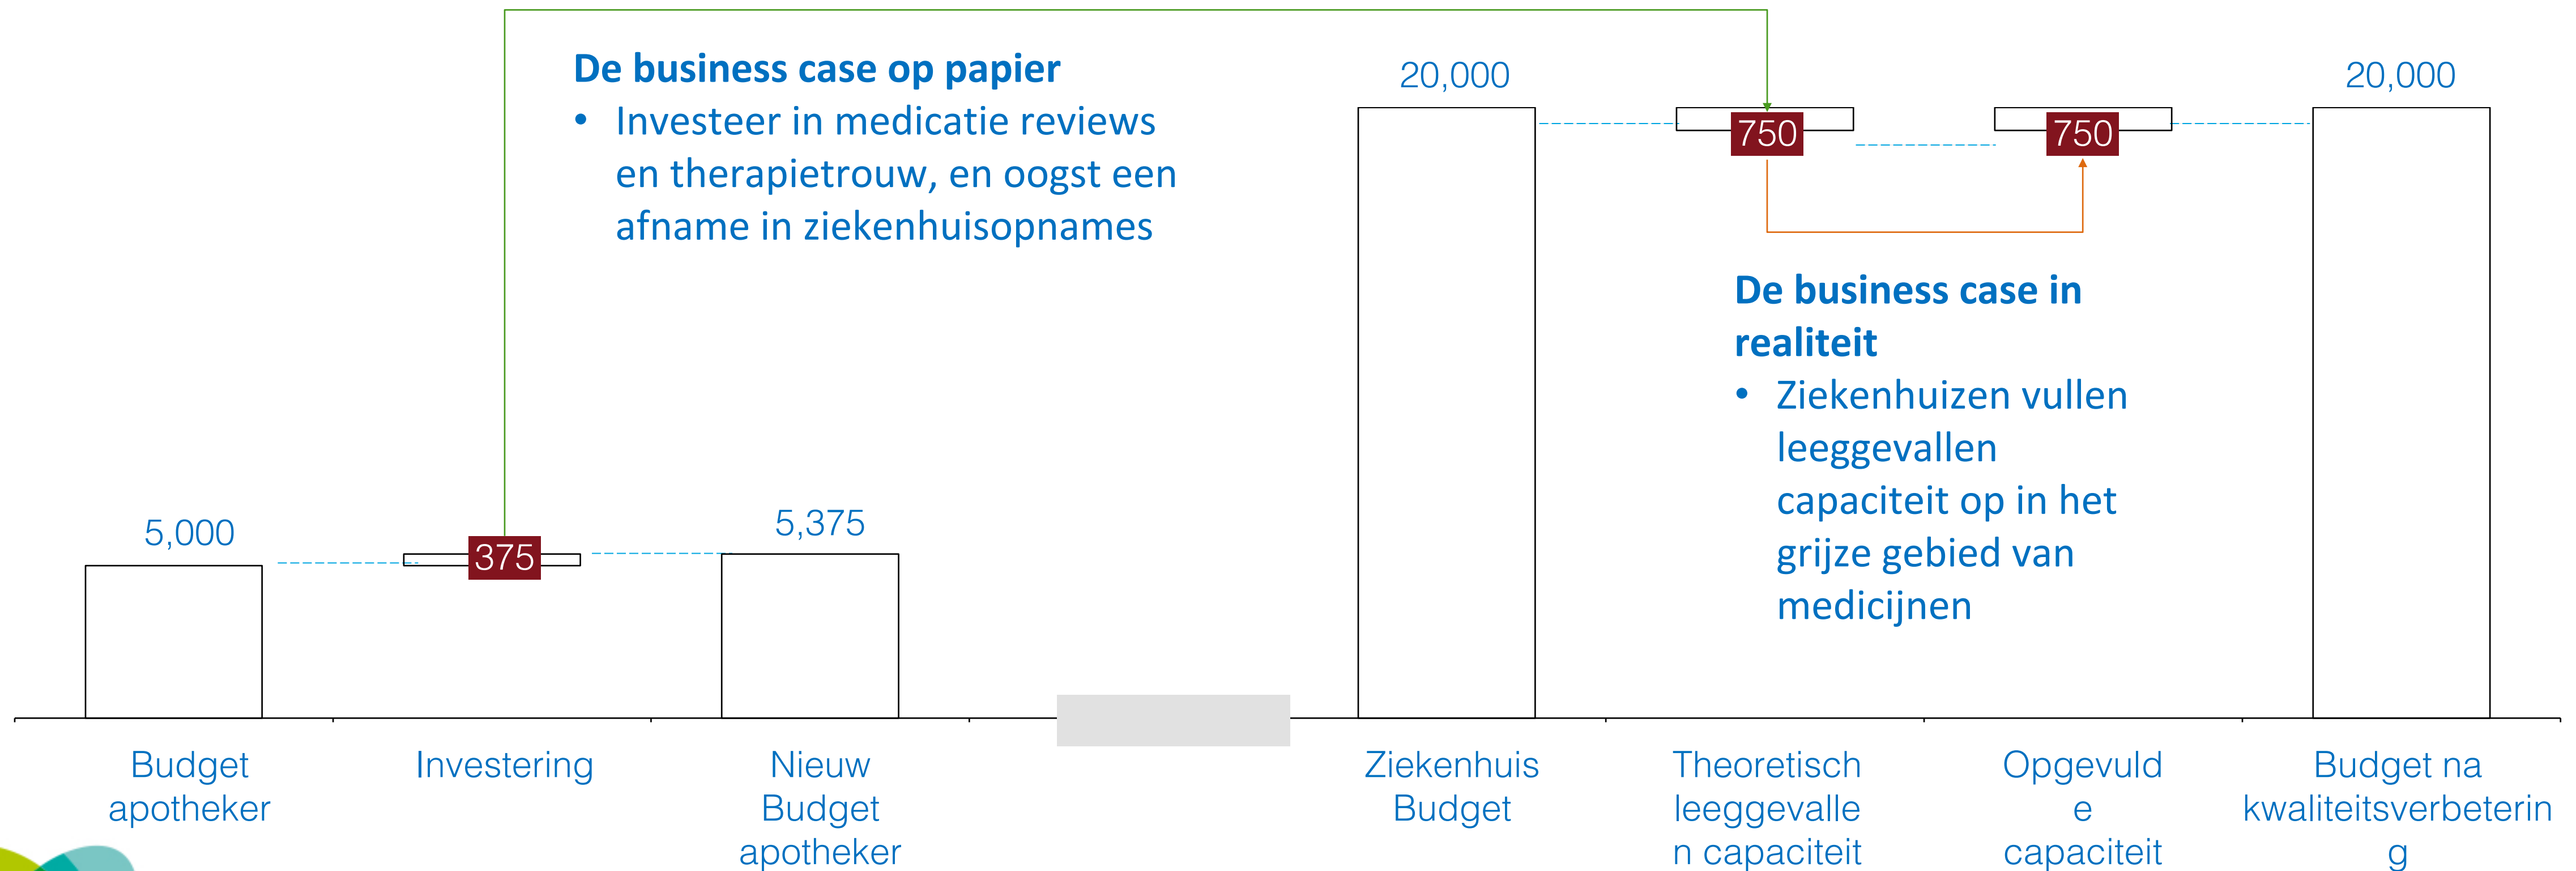 De business case op papier
• Investeer in medicatie reviews
en therapietrouw, en oogst een
afname in ziekenhuisopnames
20,000
750
750
20,000
De business case in
realiteit
• Ziekenhuizen vullen
leeggevallen
capaciteit op in het
grijze gebied van
medicijnen
5,000
375
5,375
Budget
apotheker
Investering
Nieuw
Budget
apotheker
Ziekenhuis
Budget
Theoretisch
leeggevalle
n capaciteit
Opgevuld
e
capaciteit
Budget na
kwaliteitsverbeterin
g